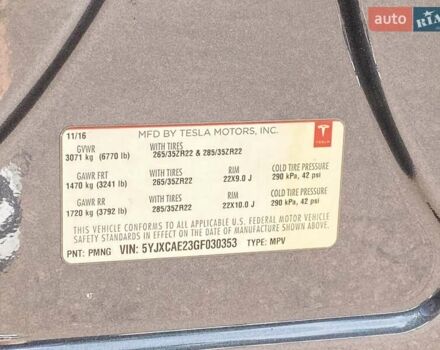 auto RIA
11/16 MFD BY TESLA MOTORS, INC.
TESLA
GVWR WITH TIRES
3071 kg (6770 lb) 265/35ZR22 & 285/35ZR22
GAWR FRT WITH TIRES RIM COLD TIRE PRESSURE
1470 kg (3241 lb) 265/35ZR22 22X9.0 J 290 kPa, 42 psi
GAWR RR WITH TIRES RIM COLD TIRE PRESSURE
1720 kg (3792 lb) 285/35ZR22 22X10.0 J 290 kPa, 42 psi
THIS VEHICLE CONFORMS TO ALL APPLICABLE U.S. FEDERAL MOTOR VEHICLE
SAFETY STANDARDS IN EFFECT ON THE DATE OF MANUFACTURE SHOWN ABOVE.
PNT: PMNG VIN: 5YJXCAE23GF030353 TYPE: MPV